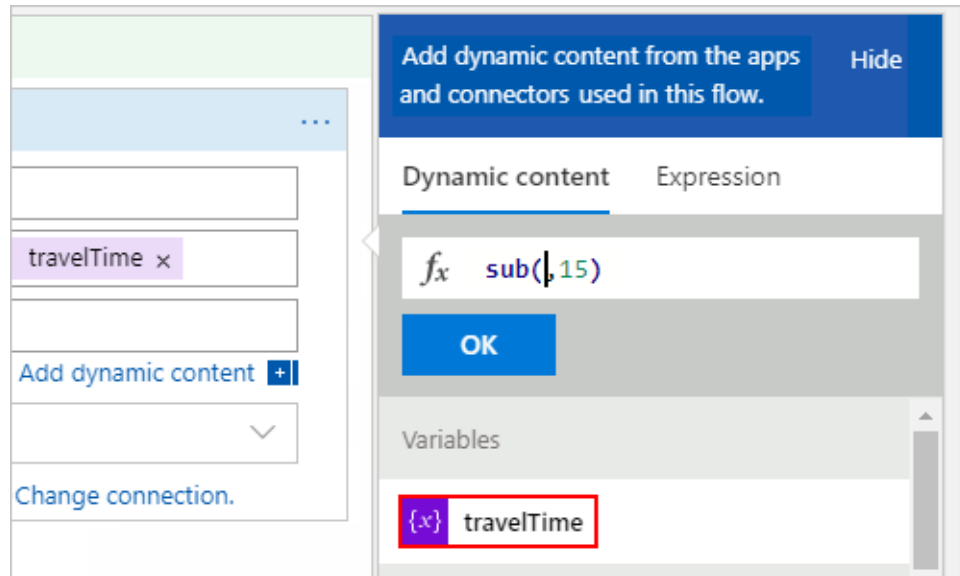 ...
travelTime ×
Add dynamic content +
Change connection.
Add dynamic content from the apps
and connectors used in this flow.
Hide
Dynamic content
Expression
fx sub(,15)
OK
Variables
{x} travelTime